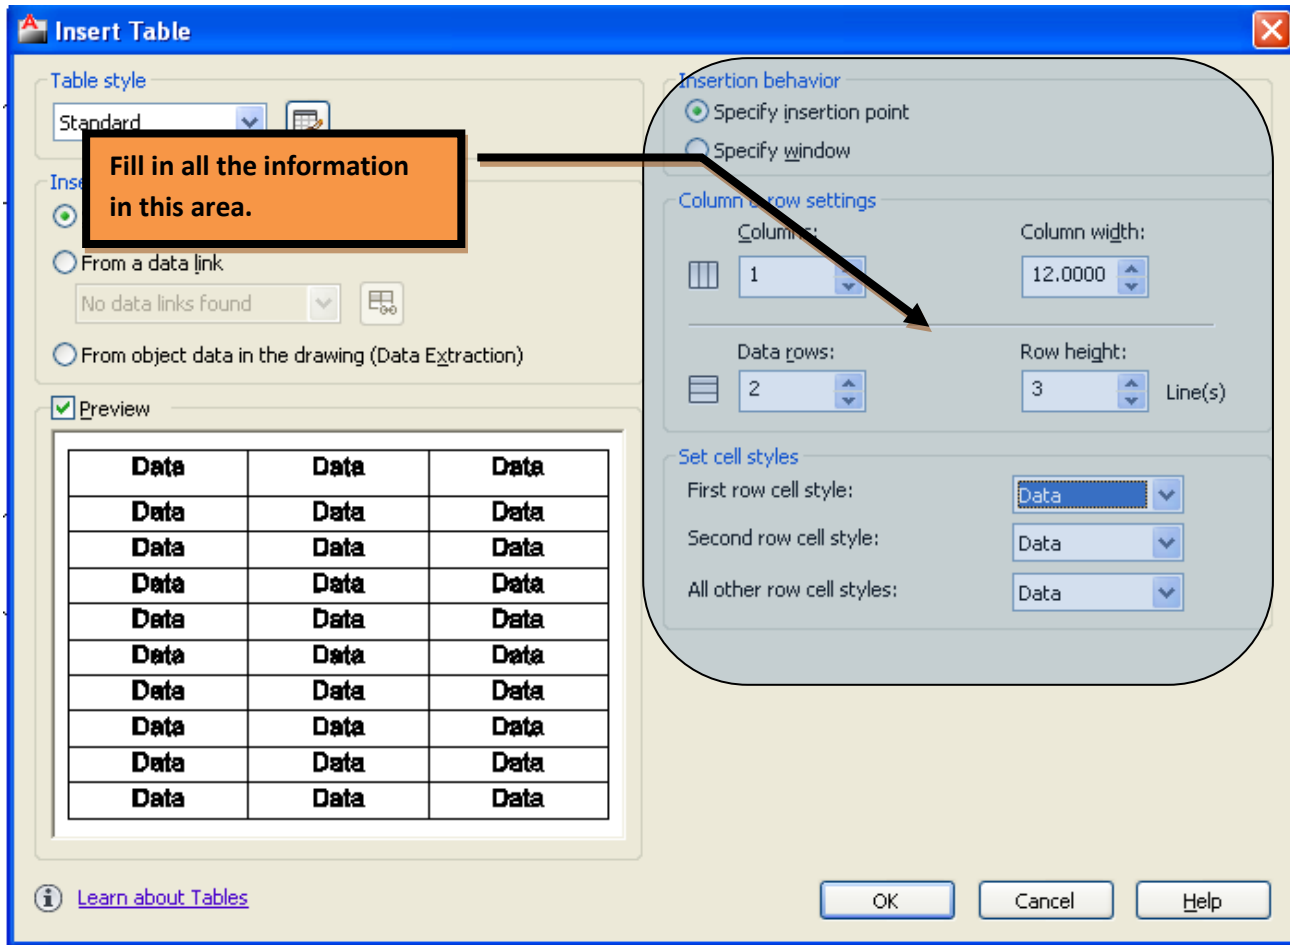 Insert Table
Table style
Standard
Fill in all the information
in this area.
From a data link
No data links found
From object data in the drawing (Data Extraction)
Preview
Data Data Data
Data Data Data
Data Data Data
Data Data Data
Data Data Data
Data Data Data
Data Data Data
Data Data Data
Data Data Data
Data Data Data
Insertion behavior
Specify insertion point
Specify window
Column & row settings
Columns: Column width:
1 12.0000
Data rows: Row height:
2 3 Line(s)
Set cell styles
First row cell style: Data
Second row cell style: Data
All other row cell styles: Data
Learn about Tables
OK Cancel Help